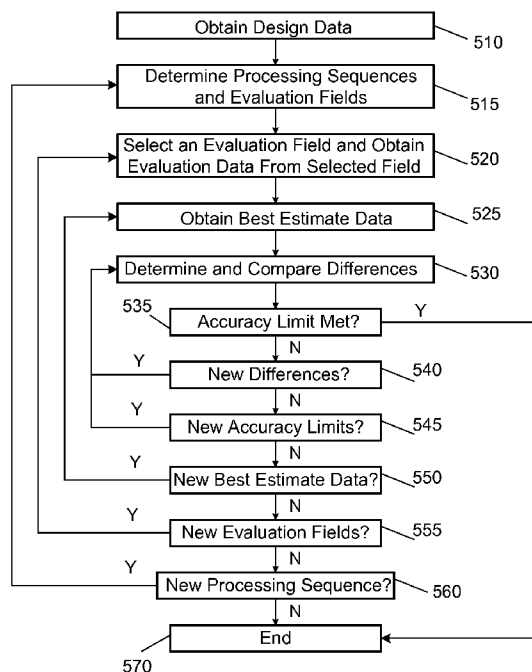 Obtain Design Data
510
Determine Processing Sequences
and Evaluation Fields
515
Select an Evaluation Field and Obtain
Evaluation Data From Selected Field
520
Obtain Best Estimate Data
525
Determine and Compare Differences
530
535
Accuracy Limit Met?
Y
N
Y
New Differences?
540
N
Y
New Accuracy Limits?
545
N
Y
New Best Estimate Data?
550
N
Y
New Evaluation Fields?
555
N
Y
New Processing Sequence?
560
N
End
570